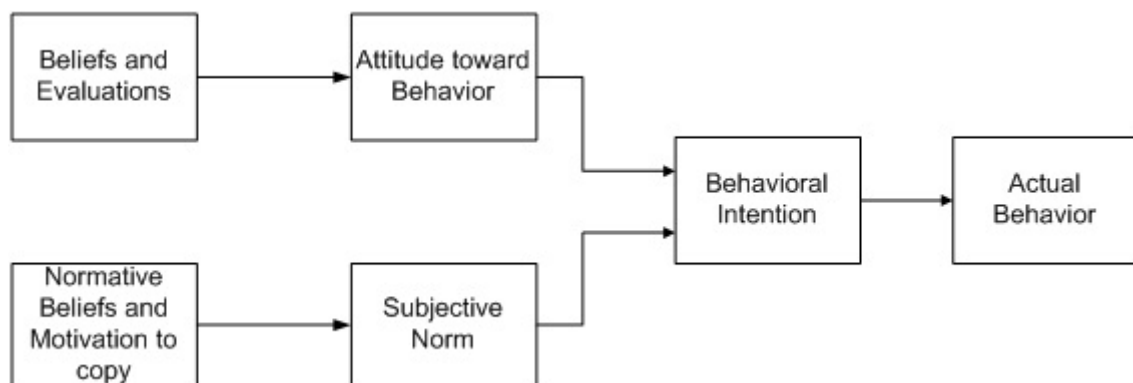 Beliefs and
Evaluations
Attitude toward
Behavior
Behavioral
Intention
Actual
Behavior
Normative
Beliefs and
Motivation to
copy
Subjective
Norm